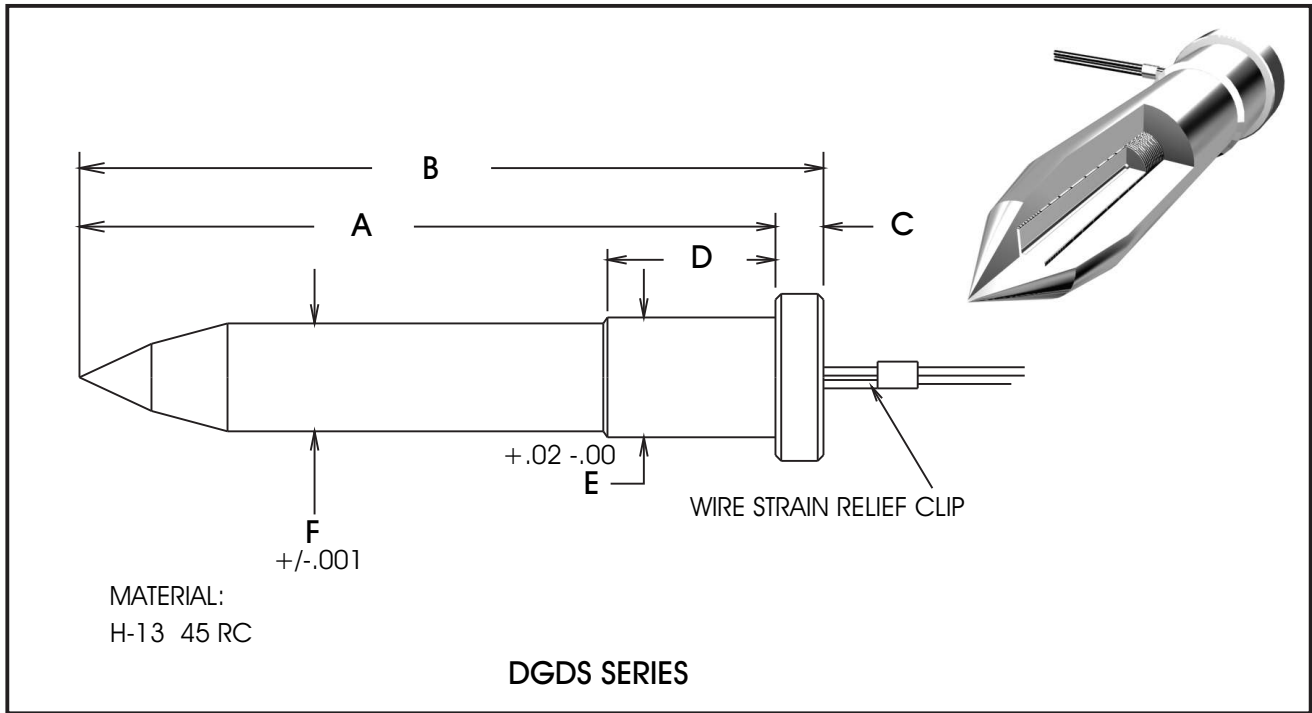 B
A
C
D
+.02 -.00
E
WIRE STRAIN RELIEF CLIP
F
+/-.001
MATERIAL:
H-13 45 RC
DGDS SERIES